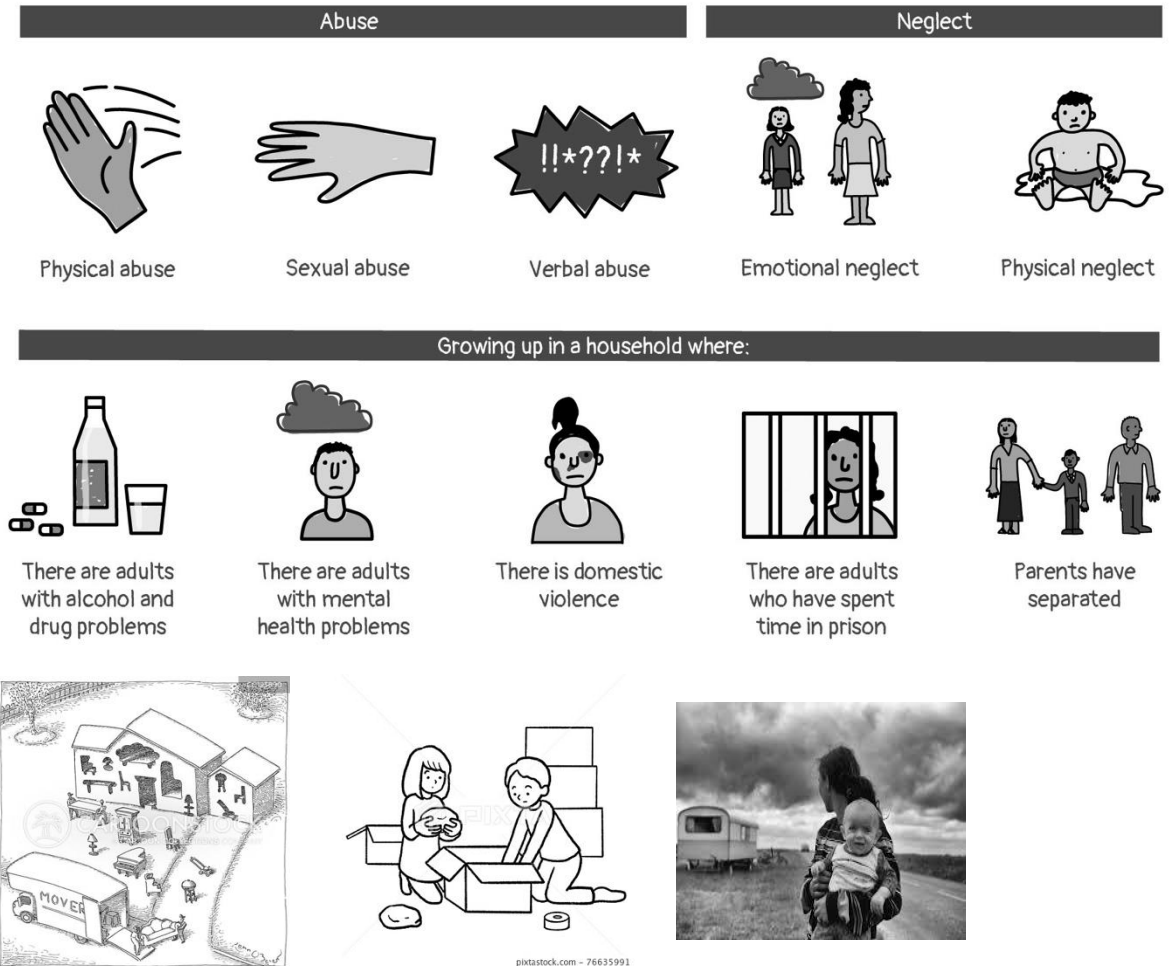 Abuse
Neglect
!!*??!*
Physical abuse
Sexual abuse
Verbal abuse
Emotional neglect
Physical neglect
Growing up in a household where:
There are adults
with alcohol and
drug problems
There are adults
with mental
health problems
There is domestic
violence
There are adults
who have spent
time in prison
Parents have
separated
CARTOONSTOCK
MOVER
PIX
pixtastock.com - 76635991